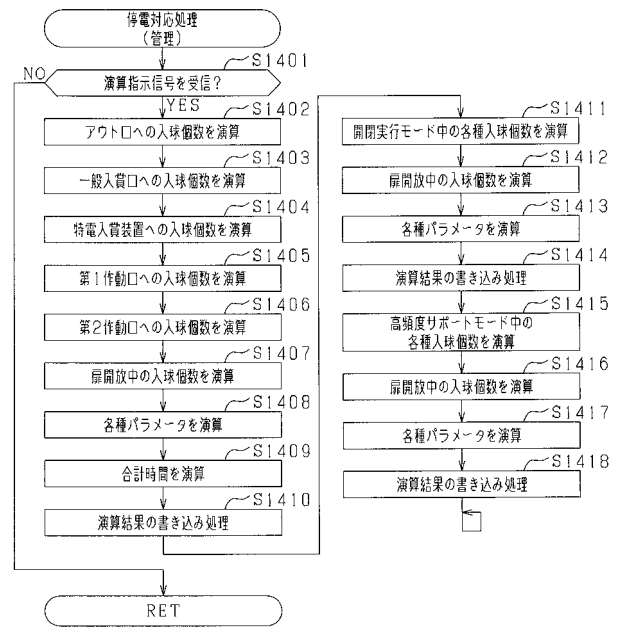 停電対応処理
(管理)
S1401
NO
演算指示信号を受信?
YES
S1402
アウト口への入球個数を演算
S1403
一般入賞口への入球個数を演算
S1404
特電入賞装置への入球個数を演算
S1405
第1作動口への入球個数を演算
S1406
第2作動口への入球個数を演算
S1407
扉開放中の入球個数を演算
S1408
各種パラメータを演算
S1409
合計時間を演算
S1410
演算結果の書き込み処理
RET
S1411
開閉実行モード中の各種入球個数を演算
S1412
扉開放中の入球個数を演算
S1413
各種パラメータを演算
S1414
演算結果の書き込み処理
S1415
高頻度サポートモード中の
各種入球個数を演算
S1416
扉開放中の入球個数を演算
S1417
各種パラメータを演算
S1418
演算結果の書き込み処理